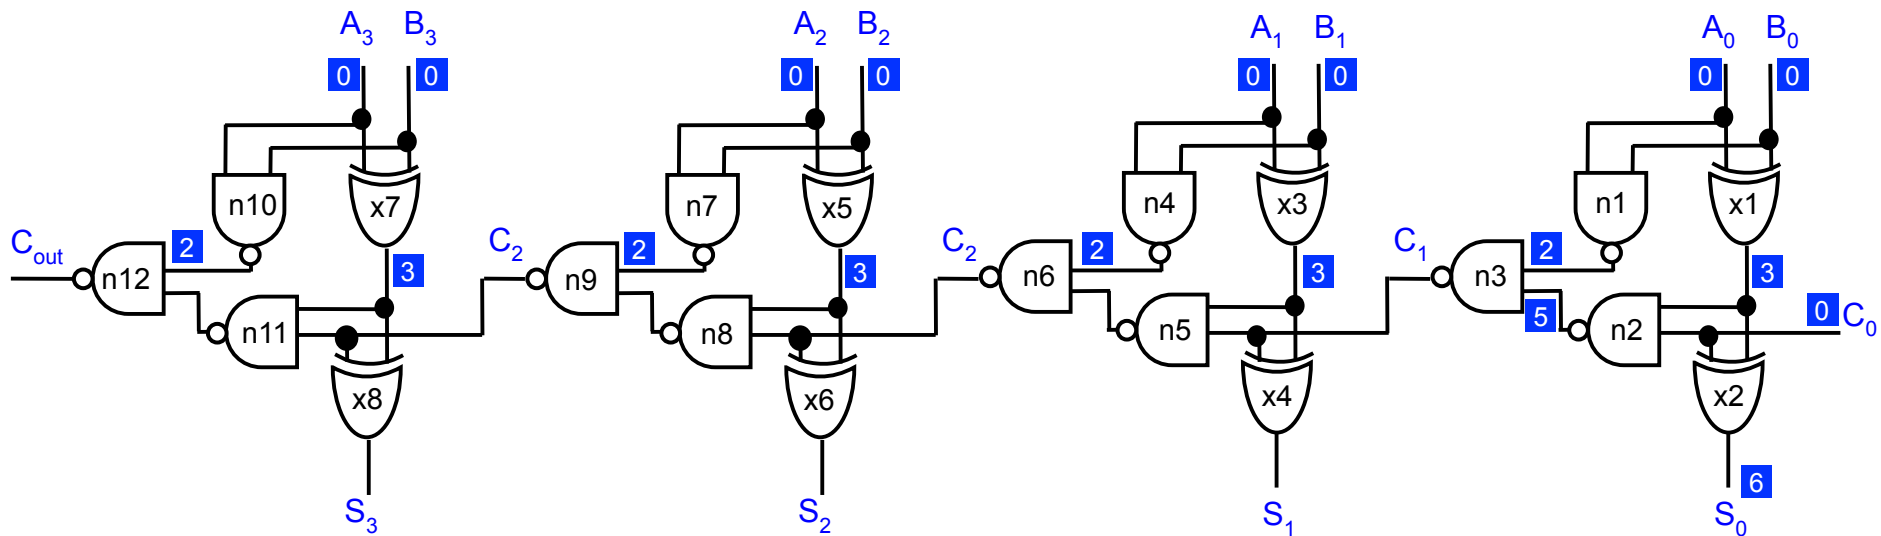 A3 B3 A2 B2 A1 B1 A0 B0
0 0 0 0 0 0 0 0
n10 x7 n7 x5 n4 x3 n1 x1
Cout 2 C2 2 C2 2 C1 2
n12 3 n9 3 n6 3 n3 3
n11 n8 n5 5 n2 0 C0
x8 x6 x4 x2
6
S3 S2 S1 S0